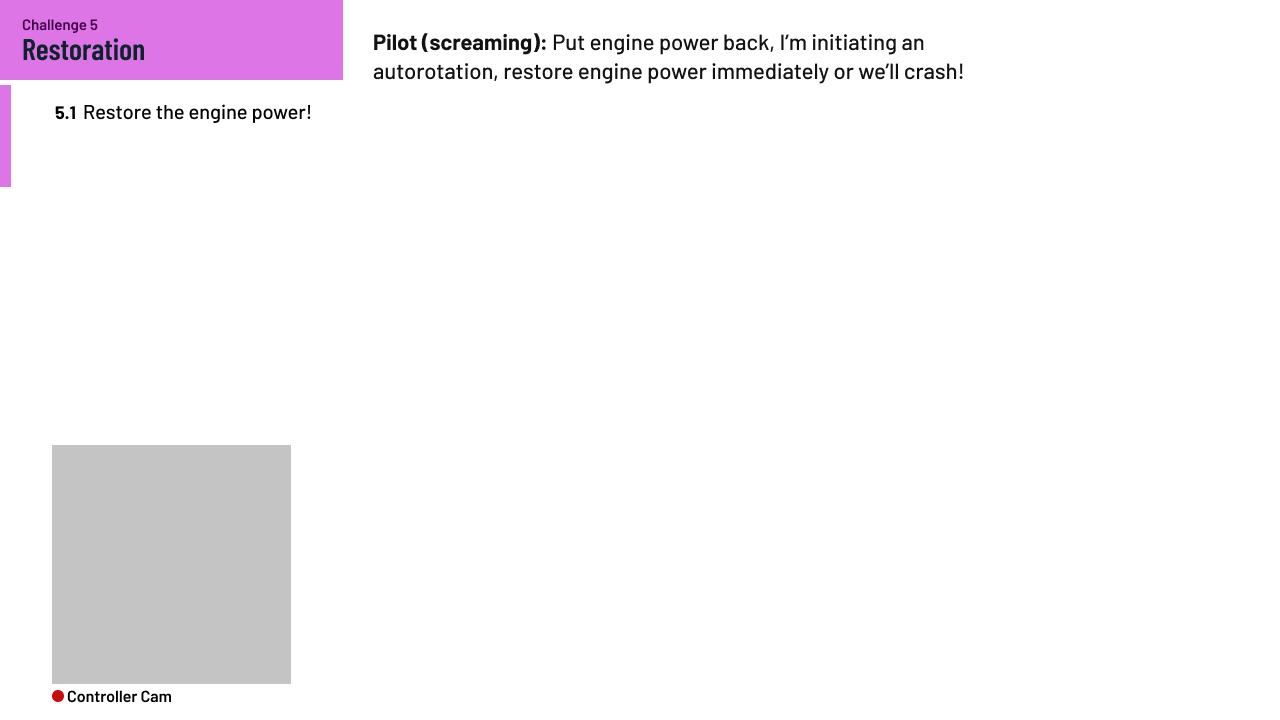 Challenge 5
Restoration
Pilot (screaming): Put engine power back, I’m initiating an
autorotation, restore engine power immediately or we’ll crash!
5.1 Restore the engine power!
Controller Cam